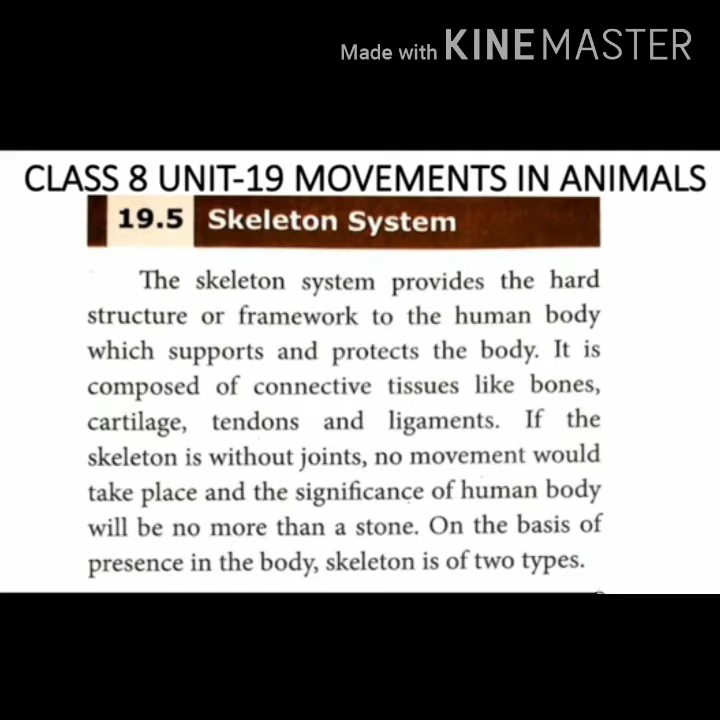 Made with KINEMASTER
CLASS 8 UNIT-19 MOVEMENTS IN ANIMALS
19.5 Skeleton System
The skeleton system provides the hard
structure or framework to the human body
which supports and protects the body. It is
composed of connective tissues like bones,
cartilage, tendons and ligaments. If the
skeleton is without joints, no movement would
take place and the significance of human body
will be no more than a stone. On the basis of
presence in the body, skeleton is of two types.